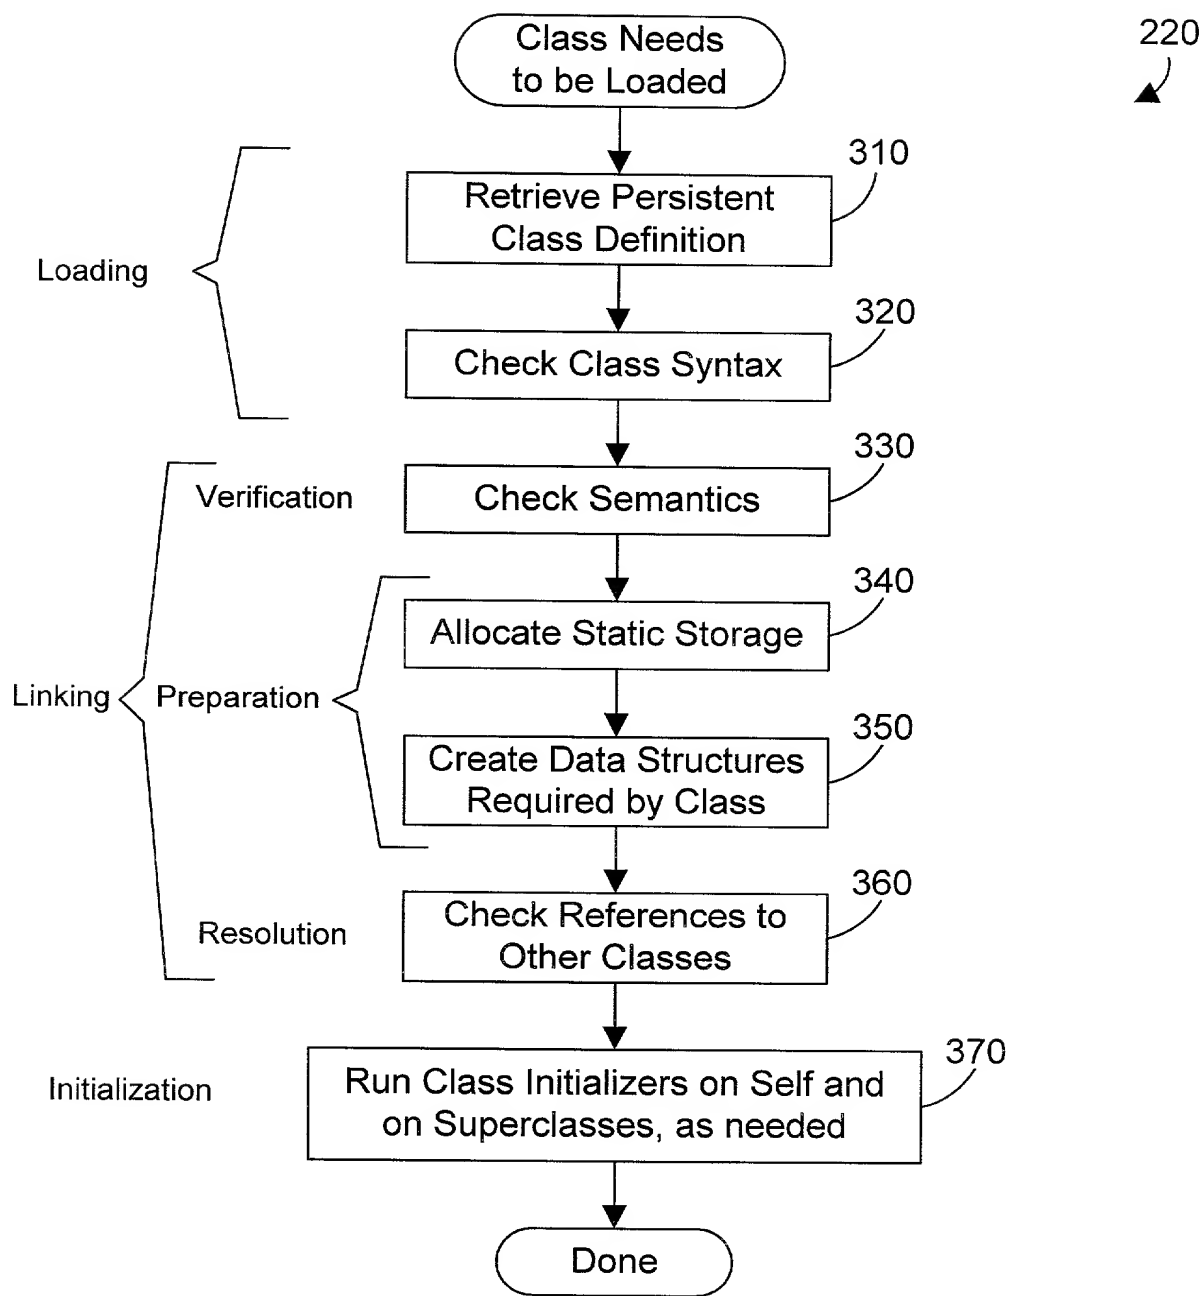 Class Needs
to be Loaded
220
310
Retrieve Persistent
Class Definition
Loading
320
Check Class Syntax
330
Verification
Check Semantics
340
Allocate Static Storage
Linking
Preparation
350
Create Data Structures
Required by Class
360
Resolution
Check References to
Other Classes
370
Initialization
Run Class Initializers on Self and
on Superclasses, as needed
Done